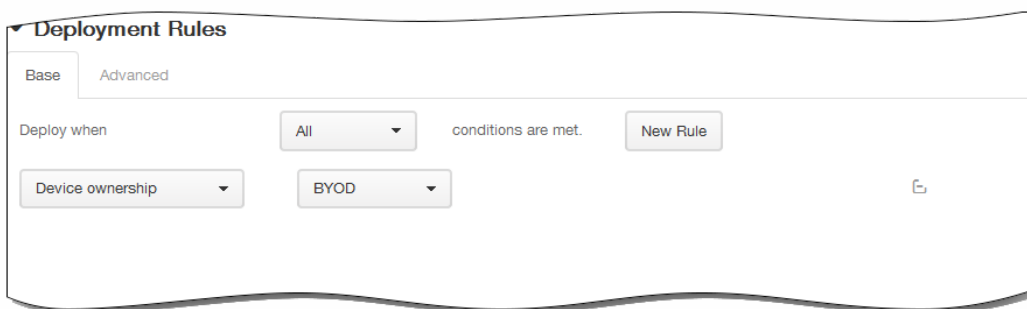 Deployment Rules
Base Advanced
Deploy when All conditions are met. New Rule
Device ownership BYOD